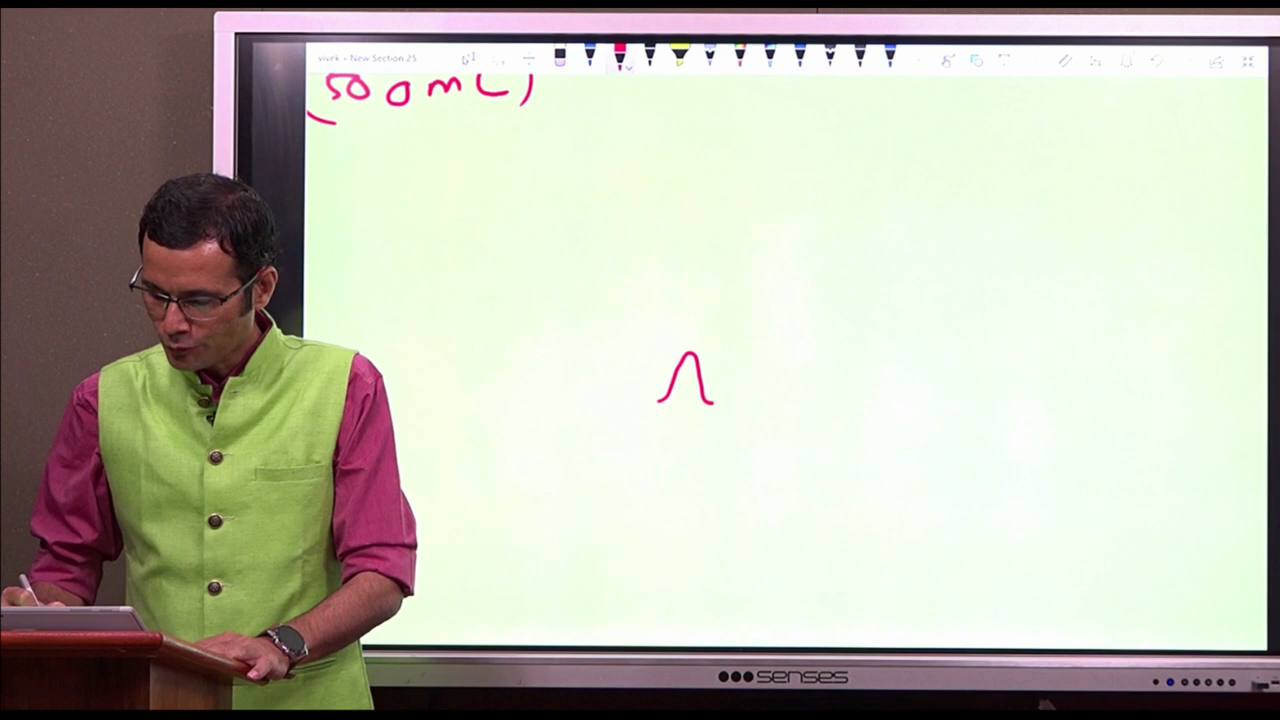 vivek – New Section 25
(500mL)
senses